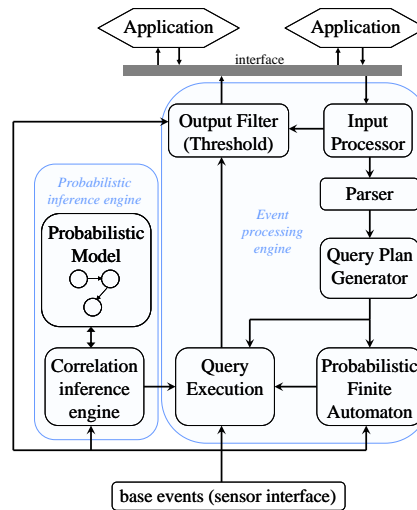 Application
Application
interface
Output Filter
(Threshold)
Input
Processor
Parser
Probabilistic
inference engine
Event
processing
engine
Probabilistic
Model
Query Plan
Generator
Correlation
inference
engine
Query
Execution
Probabilistic
Finite
Automaton
base events (sensor interface)